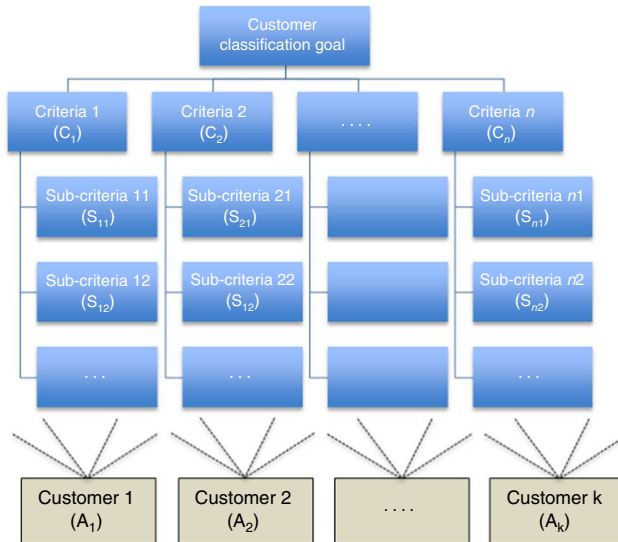 Customer
classification goal
Criteria 1
(C₁)
Criteria 2
(C₂)
. . . .
Criteria n
(Cₙ)
Sub-criteria 11
(S₁₁)
Sub-criteria 21
(S₂₁)
Sub-criteria n1
(Sₙ₁)
Sub-criteria 12
(S₁₂)
Sub-criteria 22
(S₁₂)
Sub-criteria n2
(Sₙ₂)
. . .
. . .
. . .
Customer 1
(A₁)
Customer 2
(A₂)
. . . .
Customer k
(Aₖ)